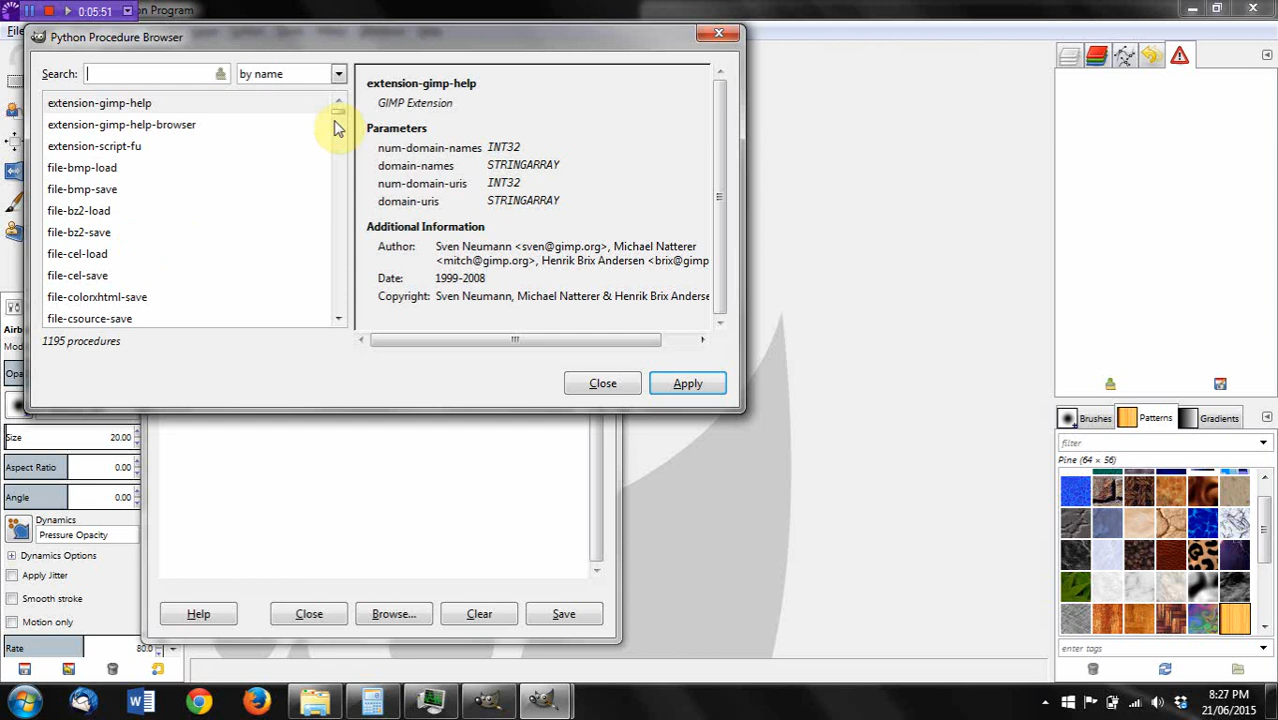 05:51
on Program
Fil
Python Procedure Browser
Search:
by name
extension-gimp-help
extension-gimp-help-browser
extension-script-fu
file-bmp-load
file-bmp-save
file-bz2-load
file-bz2-save
file-cel-load
file-cel-save
file-colorxhtml-save
file-csource-save
1195 procedures
extension-gimp-help
GIMP Extension
Parameters
num-domain-names INT32
domain-names STRINGARRAY
num-domain-uris INT32
domain-uris STRINGARRAY
Additional Information
Author: Sven Neumann <sven@gimp.org>, Michael Natterer
<mitch@gimp.org>, Henrik Brix Andersen <brix@gimp
Date: 1999-2008
Copyright: Sven Neumann, Michael Natterer & Henrik Brix Anderse
Close
Apply
Airb
Mod
Opa
Size 20.00
Aspect Ratio 0.00
Angle 0.00
Dynamics
Pressure Opacity
Dynamics Options
Apply Jitter
Smooth stroke
Motion only
Rate 80.0
Help
Close
Browse...
Clear
Save
Brushes
Patterns
Gradients
filter
Pine (64 × 56)
enter tags
8:27 PM
21/06/2015